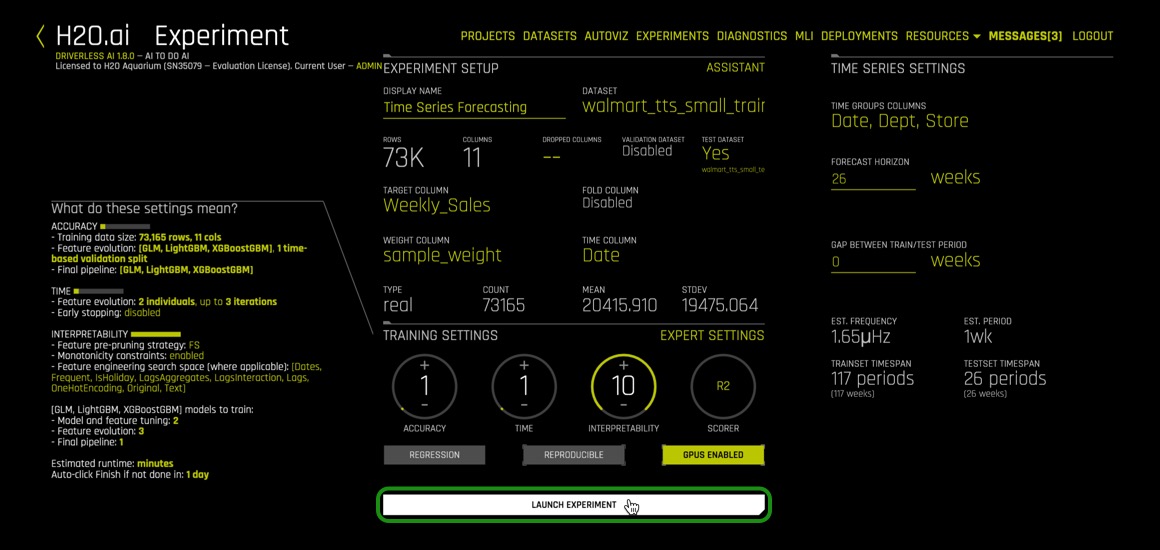 H2O.ai Experiment
PROJECTS DATASETS AUTOVIZ EXPERIMENTS DIAGNOSTICS MLI DEPLOYMENTS RESOURCES MESSAGES[3] LOGOUT
DRIVERLESS AI 1.8.0 – AI TO DO AI
Licensed to H2O Aquarium (SN35079 – Evaluation License). Current User – ADMIN
What do these settings mean?
ACCURACY
- Training data size: 73,165 rows, 11 cols
- Feature evolution: [GLM, LightGBM, XGBoostGBM], 1 time-
based validation split
- Final pipeline: [GLM, LightGBM, XGBoostGBM]
TIME
- Feature evolution: 2 individuals, up to 3 iterations
- Early stopping: disabled
INTERPRETABILITY
- Feature pre-pruning strategy: FS
- Monotonicity constraints: enabled
- Feature engineering search space (where applicable): [Dates,
Frequent, IsHoliday, LagsAggregates, LagsInteraction, Lags,
OneHotEncoding, Original, Text]
[GLM, LightGBM, XGBoostGBM] models to train:
- Model and feature tuning: 2
- Feature evolution: 3
- Final pipeline: 1
Estimated runtime: minutes
Auto-click Finish if not done in: 1 day
EXPERIMENT SETUP ASSISTANT
DISPLAY NAME DATASET
Time Series Forecasting walmart_tts_small_train
ROWS COLUMNS DROPPED COLUMNS VALIDATION DATASET TEST DATASET
73K 11 -- Disabled Yes
walmart_tts_small_te
TARGET COLUMN FOLD COLUMN
Weekly_Sales Disabled
WEIGHT COLUMN TIME COLUMN
sample_weight Date
TYPE COUNT MEAN STDEV
real 73165 20415.910 19475.064
TRAINING SETTINGS EXPERT SETTINGS
+ + +
1 1 10 R2
- - -
ACCURACY TIME INTERPRETABILITY SCORER
REGRESSION REPRODUCIBLE GPUS ENABLED
LAUNCH EXPERIMENT
TIME SERIES SETTINGS
TIME GROUPS COLUMNS
Date, Dept, Store
FORECAST HORIZON
26 weeks
GAP BETWEEN TRAIN/TEST PERIOD
0 weeks
EST. FREQUENCY EST. PERIOD
1.65µHz 1wk
TRAINSET TIMESPAN TESTSET TIMESPAN
117 periods 26 periods
(117 weeks) (26 weeks)